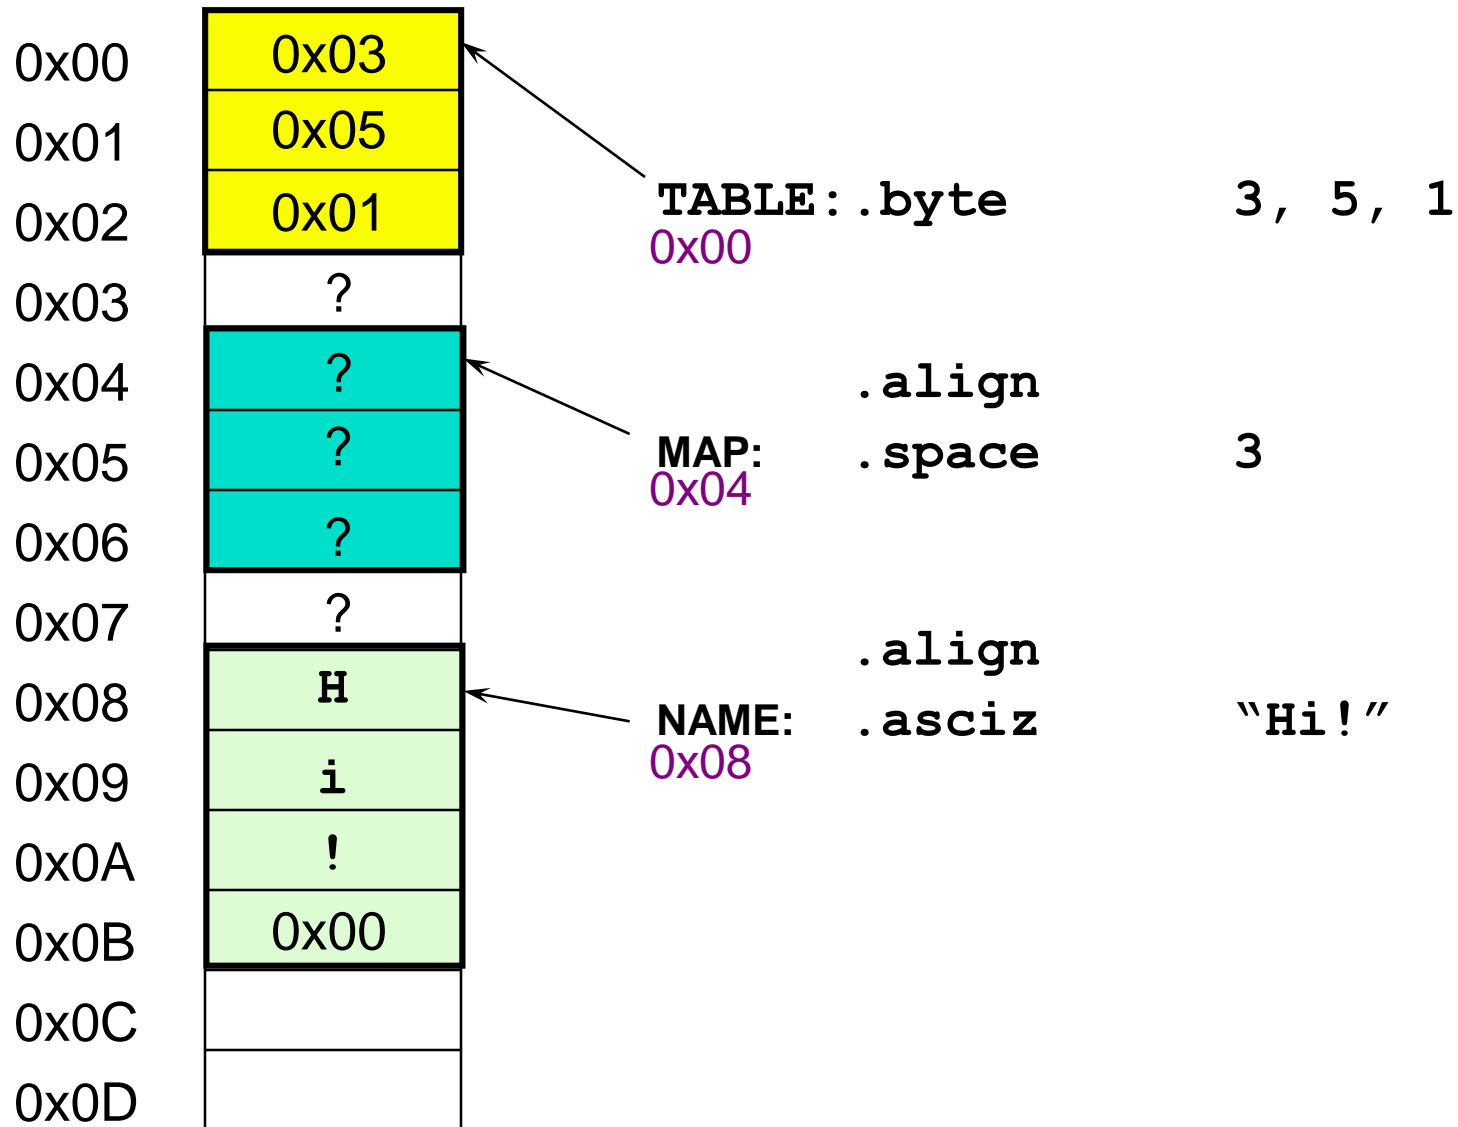 0x00 0x03
0x01 0x05
0x02 0x01 TABLE: .byte 3, 5, 1
0x00
0x03 ?
0x04 ? .align
0x05 ? MAP: .space 3
0x04
0x06 ?
0x07 ?
.align
0x08 H NAME: .asciz “Hi!”
0x08
0x09 i
0x0A !
0x0B 0x00
0x0C
0x0D